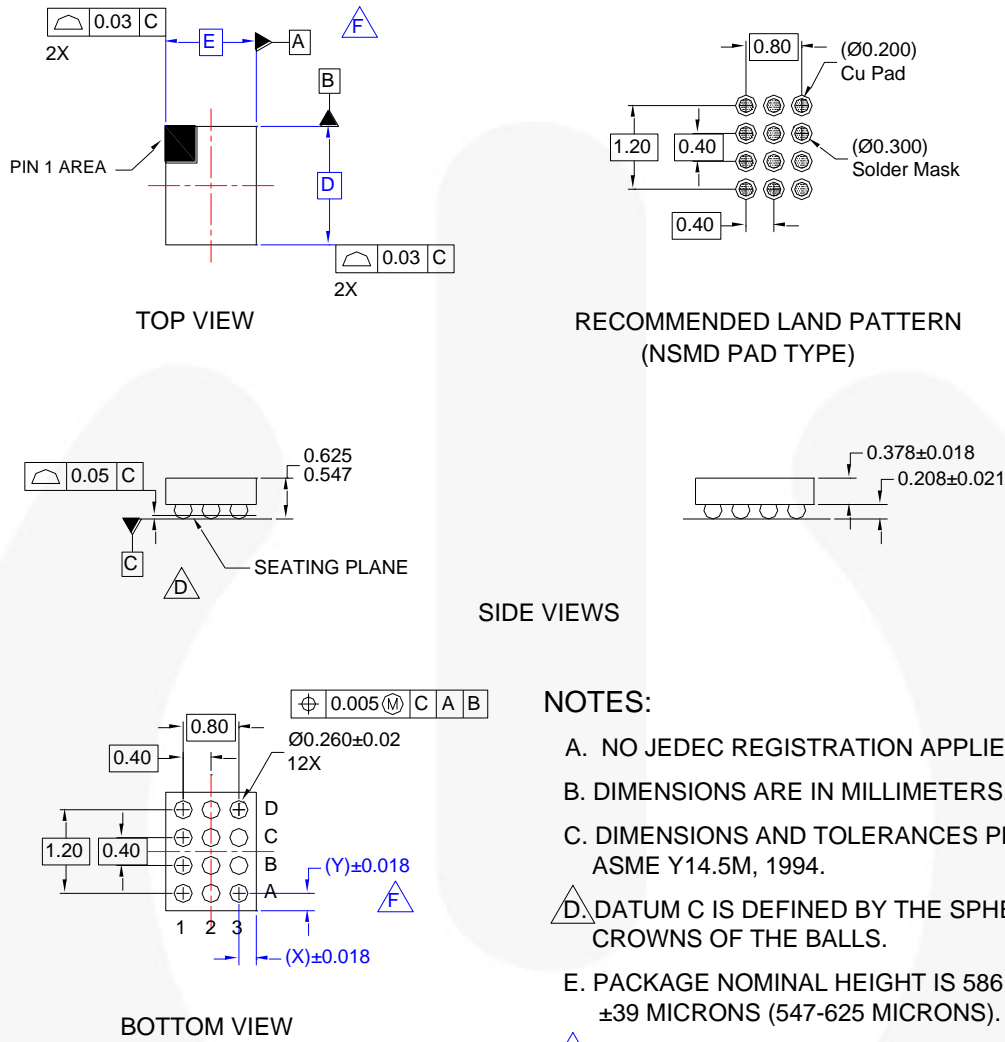 0.03 C
2X
E
A
F
B
PIN 1 AREA
D
0.03 C
2X
TOP VIEW
0.80
(Ø0.200)
Cu Pad
1.20
0.40
(Ø0.300)
Solder Mask
0.40
RECOMMENDED LAND PATTERN
(NSMD PAD TYPE)
0.05 C
0.625
0.547
C
SEATING PLANE
D
0.378±0.018
0.208±0.021
SIDE VIEWS
0.005 Ⓜ C A B
0.80
Ø0.260±0.02
12X
0.40
1.20
0.40
D
C
B
A
1 2 3
(Y)±0.018
F
(X)±0.018
BOTTOM VIEW
NOTES:
A. NO JEDEC REGISTRATION APPLIE
B. DIMENSIONS ARE IN MILLIMETERS
C. DIMENSIONS AND TOLERANCES
ASME Y14.5M, 1994.
D. DATUM C IS DEFINED BY THE SPHE
CROWNS OF THE BALLS.
E. PACKAGE NOMINAL HEIGHT IS 586
±39 MICRONS (547-625 MICRONS).